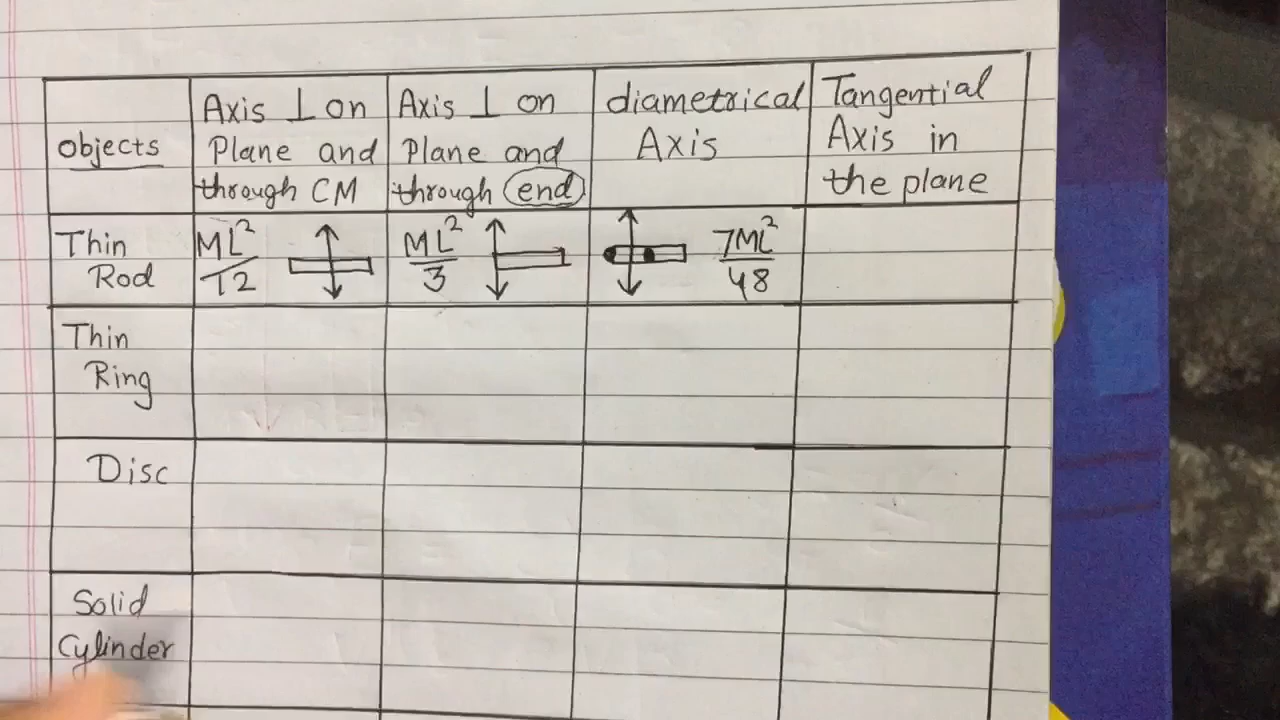 Objects
Axis ⊥ on
Plane and
through CM
Axis ⊥ on
Plane and
through end
diametrical
Axis
Tangential
Axis in
the plane
Thin
Rod
ML²
12
ML²
3
7ML²
48
Thin
Ring
Disc
Solid
Cylinder